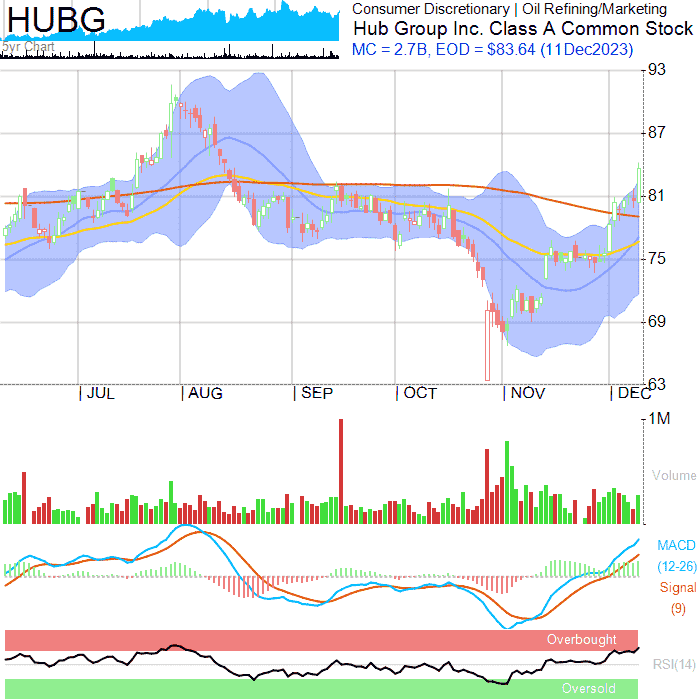 HUBG
5yr Chart
Consumer Discretionary | Oil Refining/Marketing
Hub Group Inc. Class A Common Stock
MC = 2.7B, EOD = $83.64 (11Dec2023)
93
87
81
75
69
63
JUL
AUG
SEP
OCT
NOV
DEC
1M
Volume
MACD
(12-26)
Signal
(9)
Overbought
RSI(14)
Oversold